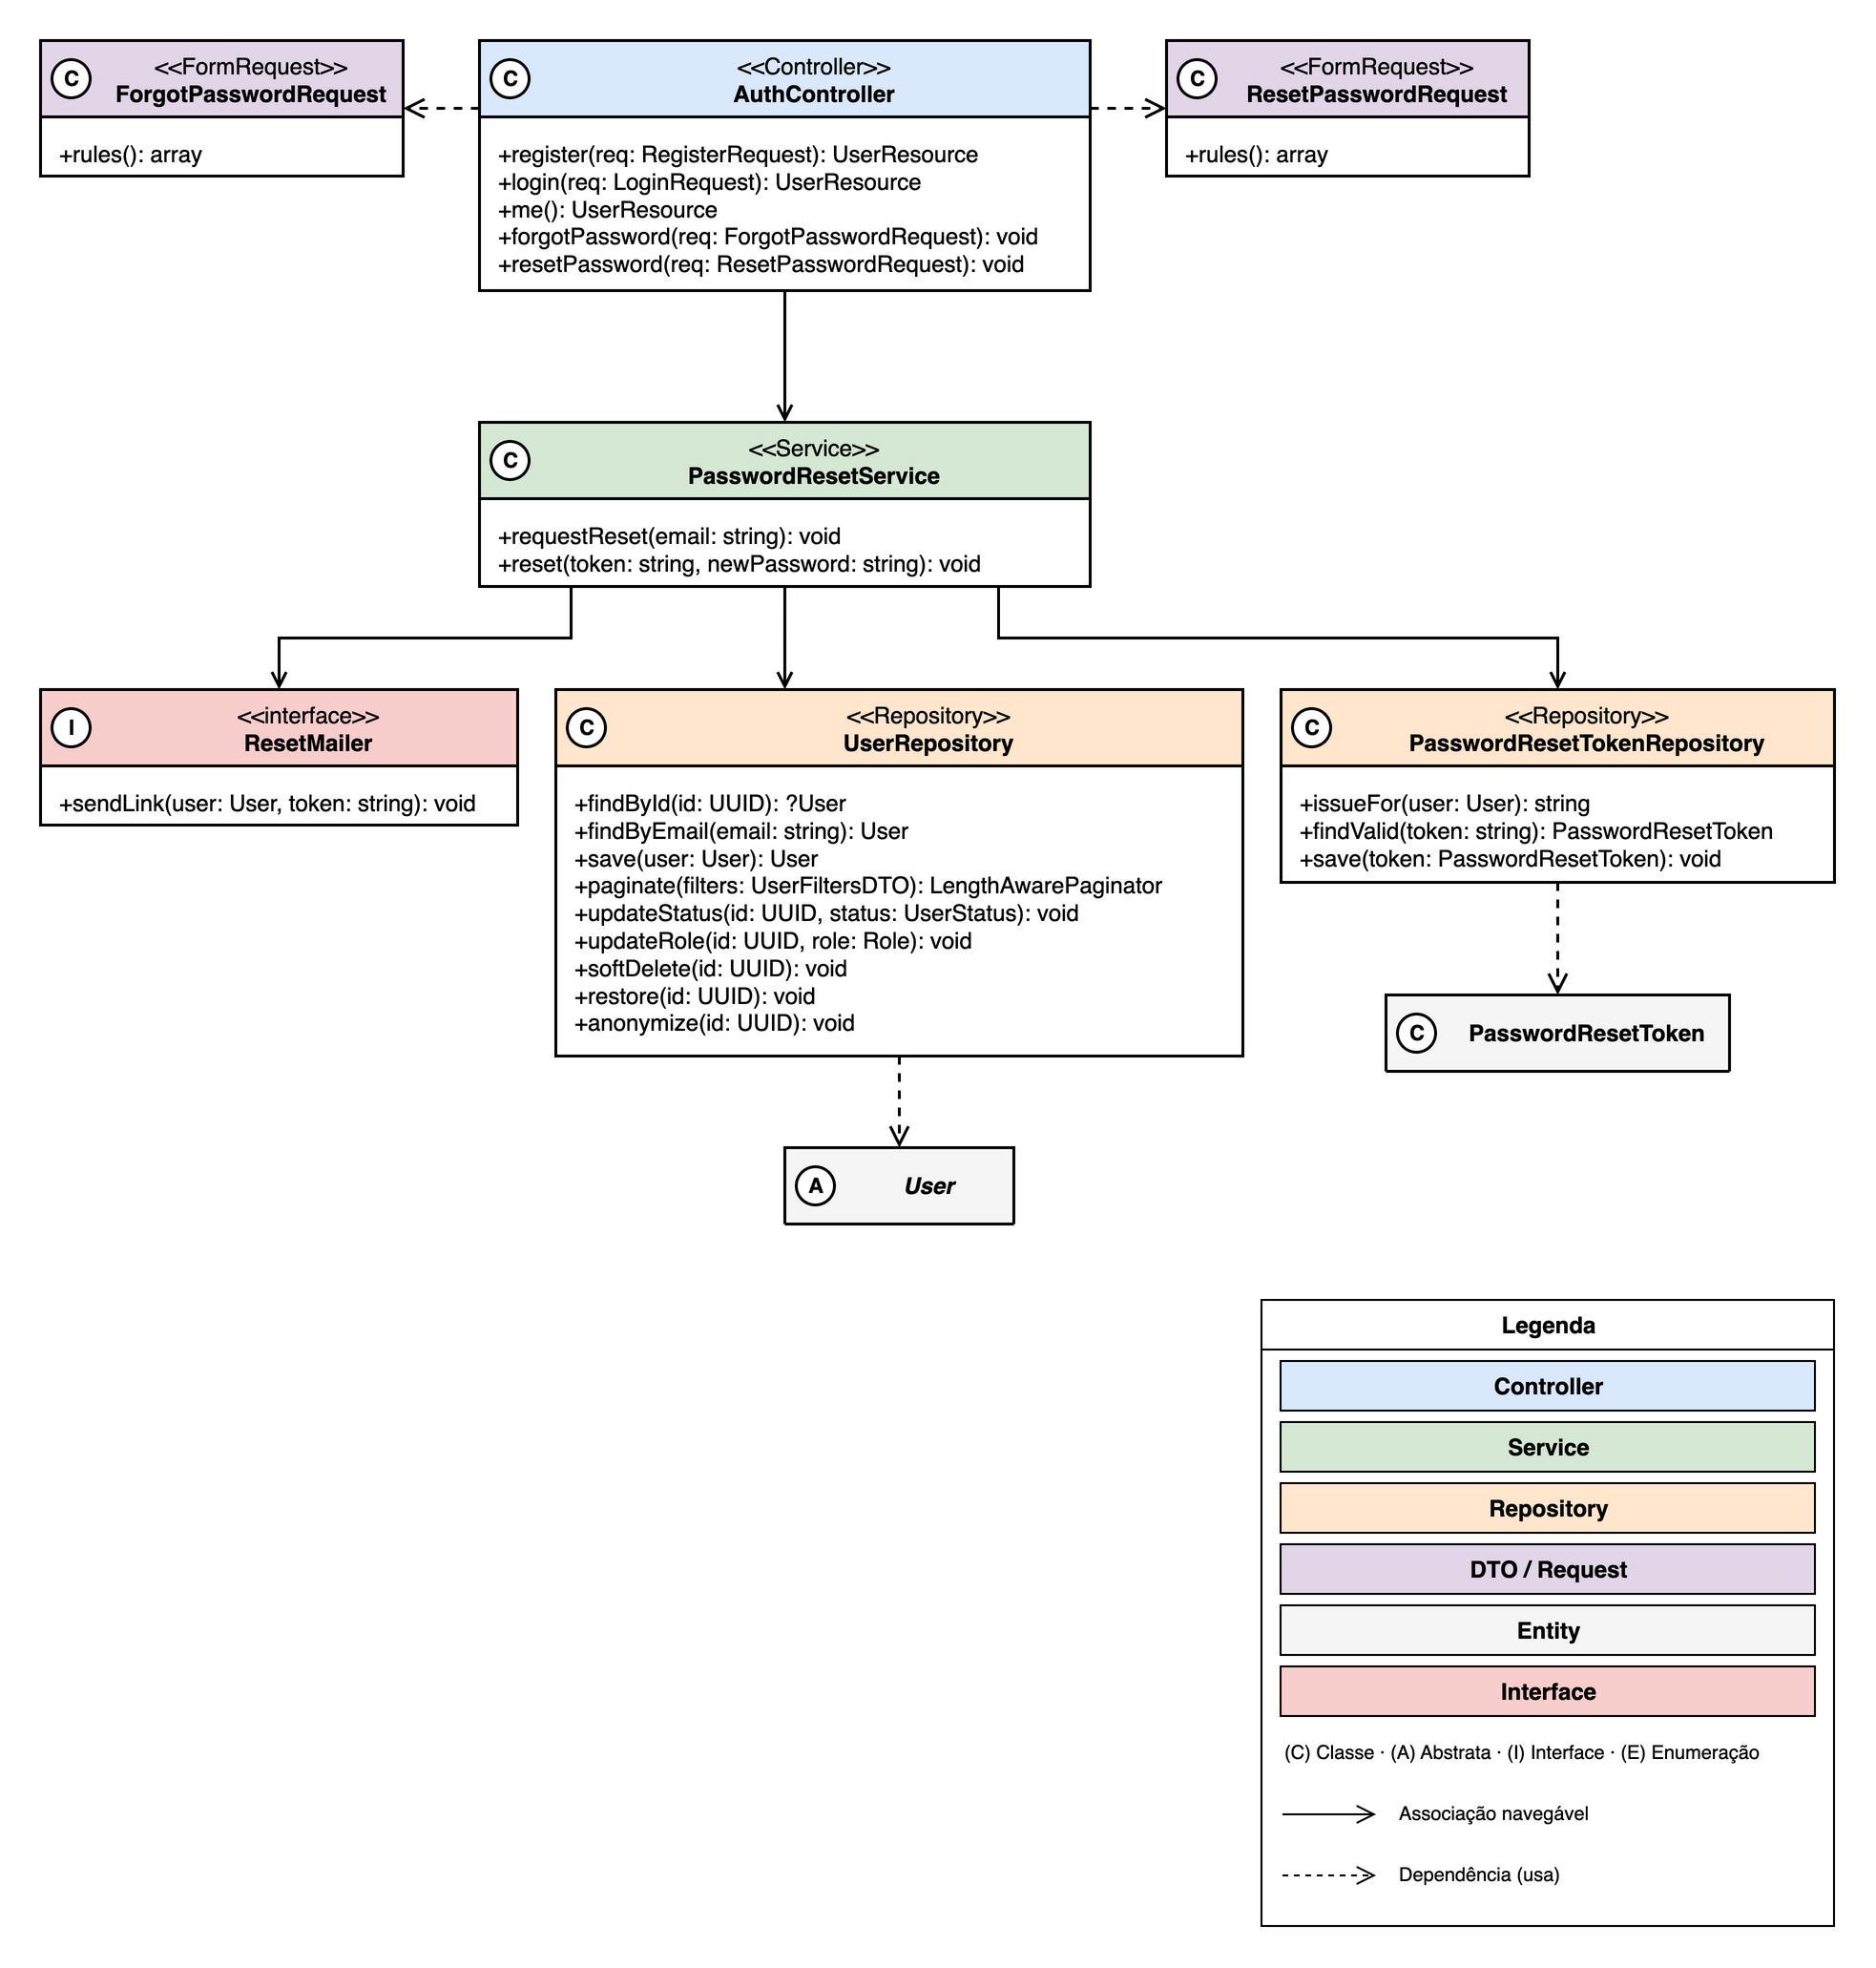 C
<<FormRequest>>
ForgotPasswordRequest
+rules(): array
C
<<Controller>>
AuthController
+register(req: RegisterRequest): UserResource
+login(req: LoginRequest): UserResource
+me(): UserResource
+forgotPassword(req: ForgotPasswordRequest): void
+resetPassword(req: ResetPasswordRequest): void
C
<<FormRequest>>
ResetPasswordRequest
+rules(): array
C
<<Service>>
PasswordResetService
+requestReset(email: string): void
+reset(token: string, newPassword: string): void
I
<<interface>>
ResetMailer
+sendLink(user: User, token: string): void
C
<<Repository>>
UserRepository
+findById(id: UUID): ?User
+findByEmail(email: string): User
+save(user: User): User
+paginate(filters: UserFiltersDTO): LengthAwarePaginator
+updateStatus(id: UUID, status: UserStatus): void
+updateRole(id: UUID, role: Role): void
+softDelete(id: UUID): void
+restore(id: UUID): void
+anonymize(id: UUID): void
C
<<Repository>>
PasswordResetTokenRepository
+issueFor(user: User): string
+findValid(token: string): PasswordResetToken
+save(token: PasswordResetToken): void
C
PasswordResetToken
A
User
Legenda
Controller
Service
Repository
DTO / Request
Entity
Interface
(C) Classe · (A) Abstrata · (I) Interface · (E) Enumeração
Associação navegável
Dependência (usa)